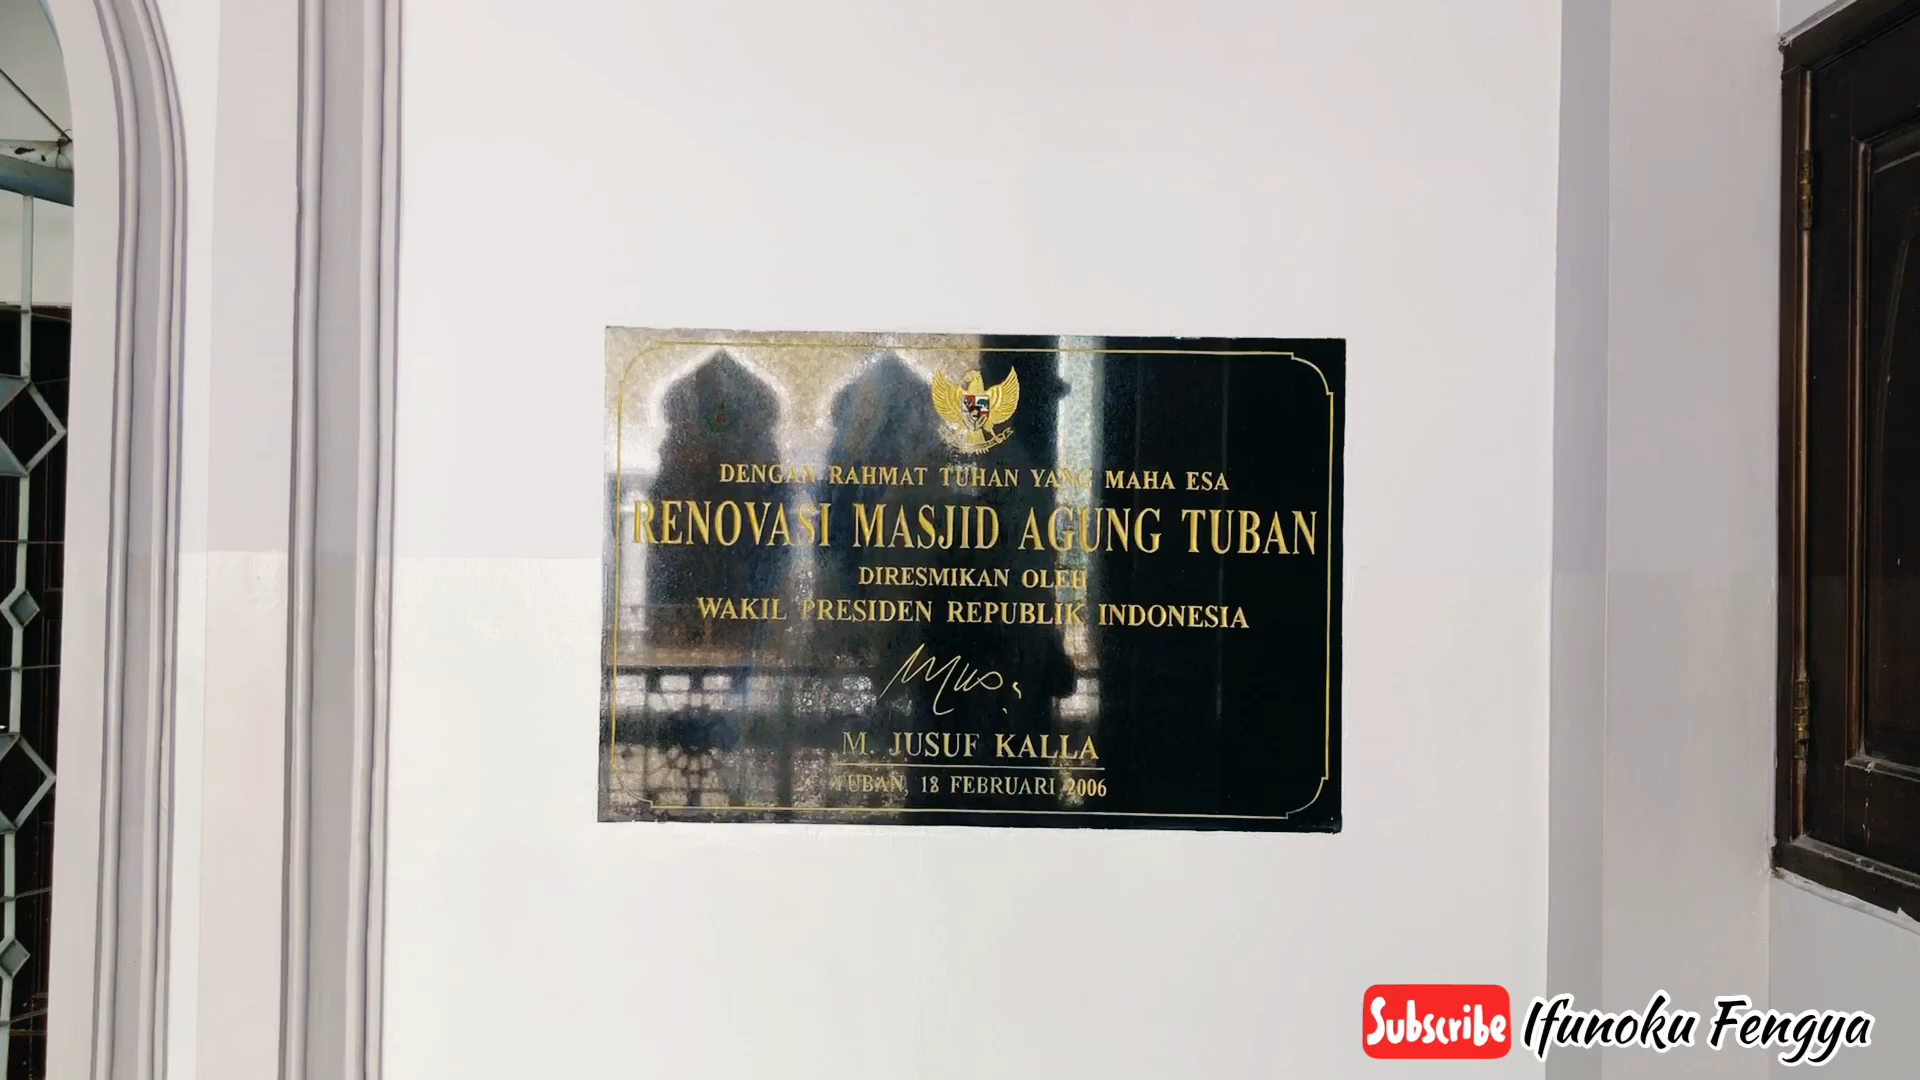 DENGAN RAHMAT TUHAN YANG MAHA ESA
RENOVASI MASJID AGUNG TUBAN
DIRESMIKAN OLEH
WAKIL PRESIDEN REPUBLIK INDONESIA
M. JUSUF KALLA
TUBAN, 18 FEBRUARI 2006
Subscribe Ifunoku Fengya